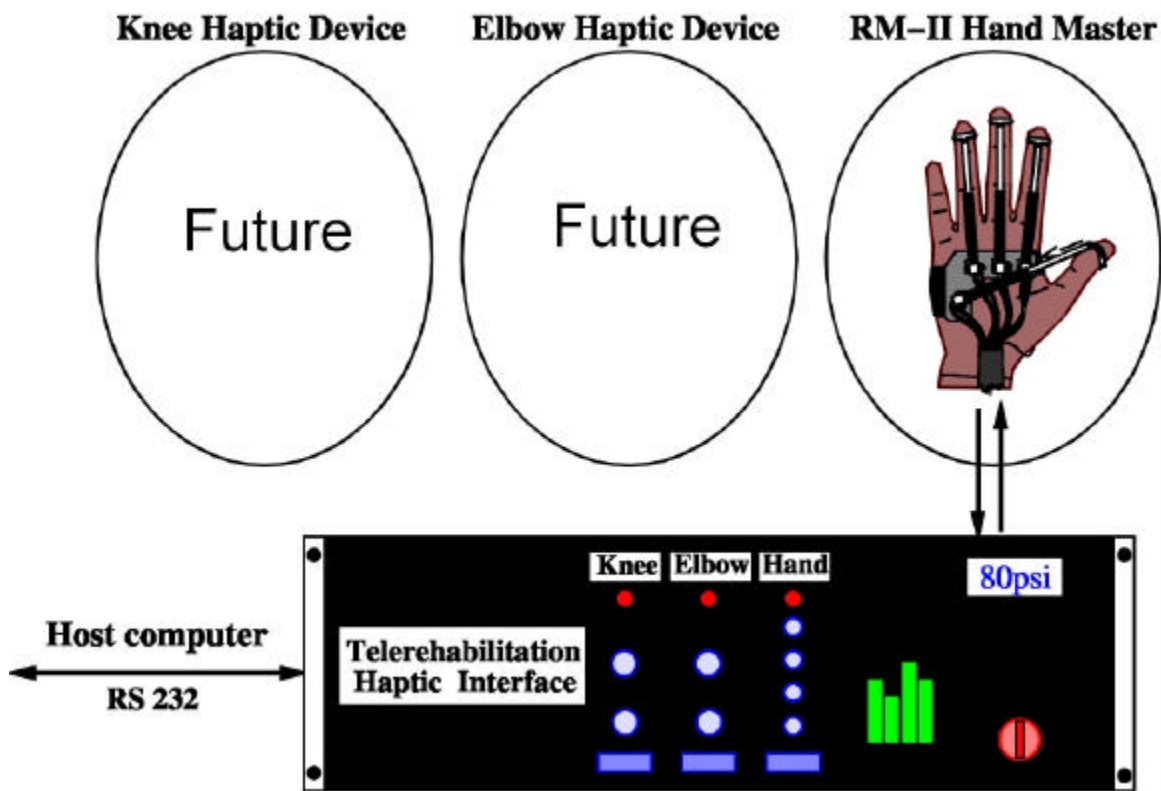 Knee Haptic Device
Elbow Haptic Device
RM-II Hand Master
Future
Future
Knee
Elbow
Hand
80psi
Host computer
RS 232
Telerehabilitation
Haptic Interface